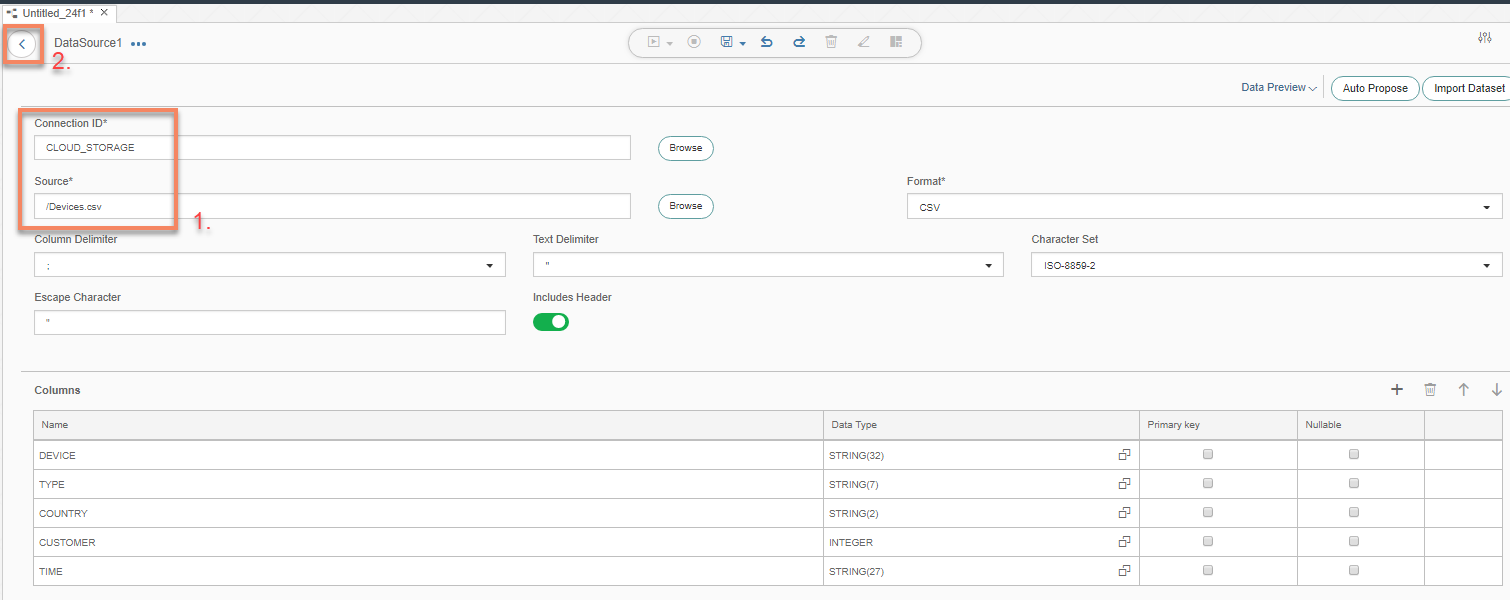 Untitled_24f1 * ×
DataSource1 •••
2.
Data Preview Auto Propose Import Dataset
Connection ID*
CLOUD_STORAGE Browse
Source* Format*
/Devices.csv Browse CSV
1.
Column Delimiter Text Delimiter Character Set
; " ISO-8859-2
Escape Character Includes Header
"
Columns
Name Data Type Primary key Nullable
DEVICE STRING(32)
TYPE STRING(7)
COUNTRY STRING(2)
CUSTOMER INTEGER
TIME STRING(27)